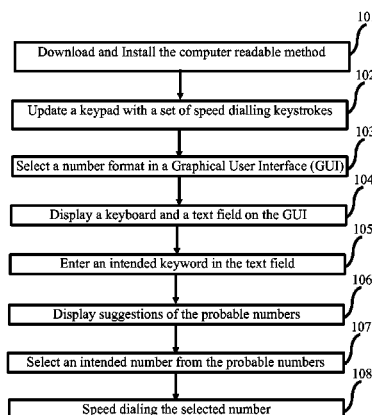 10
Download and Install the computer readable method
102
Update a keypad with a set of speed dialling keystrokes
103
Select a number format in a Graphical User Interface (GUI)
104
Display a keyboard and a text field on the GUI
105
Enter an intended keyword in the text field
106
Display suggestions of the probable numbers
107
Select an intended number from the probable numbers
108
Speed dialing the selected number